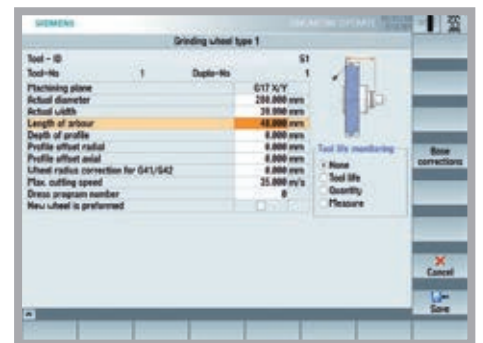 SIEMENS
SINUMERIK OPERATE
Grinding wheel type 1
Tool - ID S1
Tool-No 1 Duplo-No 1
Machining plane G17 X/Y
Actual diameter 200.000 mm
Actual width 30.000 mm
Length of arbour 40.000 mm
Depth of profile 0.000 mm
Profile offset radial 0.000 mm
Profile offset axial 0.000 mm
Wheel radius correction for G41/G42 0.000 mm
Max. cutting speed 35.000 m/s
Dress program number 0
New wheel is preformed
Tool life monitoring
None
Tool life
Quantity
Measure
Base
corrections
Cancel
Save